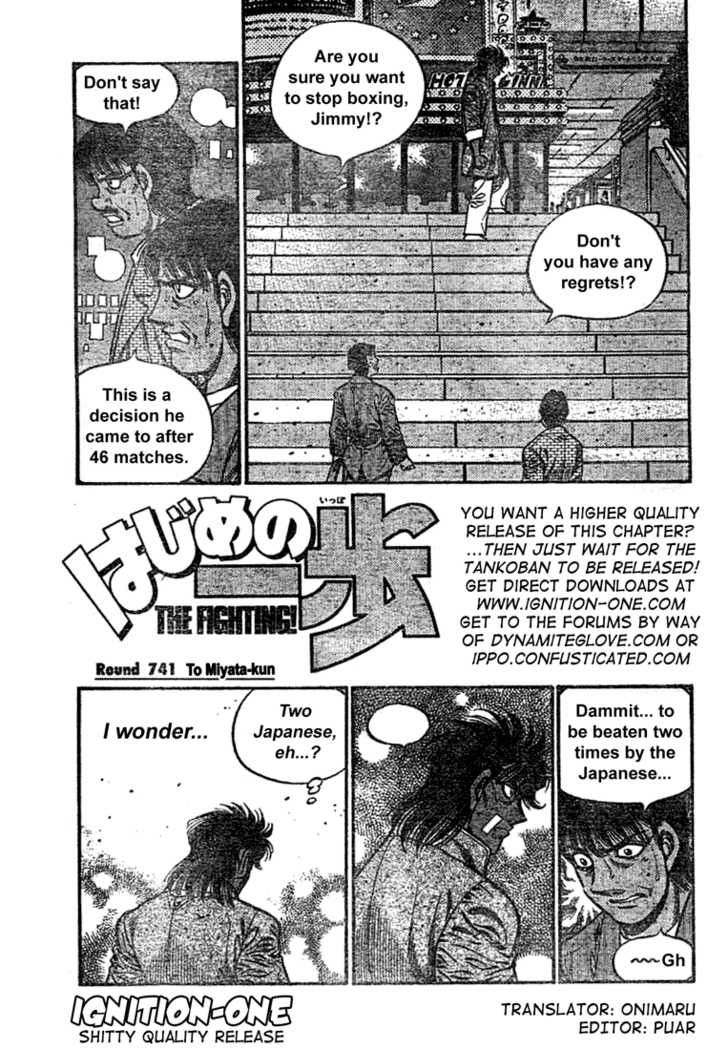 Don't say
that!
This is a
decision he
came to after
46 matches.
Are you
sure you want
to stop boxing,
Jimmy!?
Don't
you have any
regrets!?
はじめの
いっぽ
一歩
THE FIGHTING!
Round 741 To Miyata-kun
YOU WANT A HIGHER QUALITY
RELEASE OF THIS CHAPTER?
...THEN JUST WAIT FOR THE
TANKOBAN TO BE RELEASED!
GET DIRECT DOWNLOADS AT
WWW.IGNITION-ONE.COM
GET TO THE FORUMS BY WAY
OF DYNAMITEGLOVE.COM OR
IPPO.CONFUSTICATED.COM
I wonder...
Two
Japanese,
eh...?
Dammit... to
be beaten two
times by the
Japanese...
~~Gh
IGNITION-ONE
SHITTY QUALITY RELEASE
TRANSLATOR: ONIMARU
EDITOR: PUAR